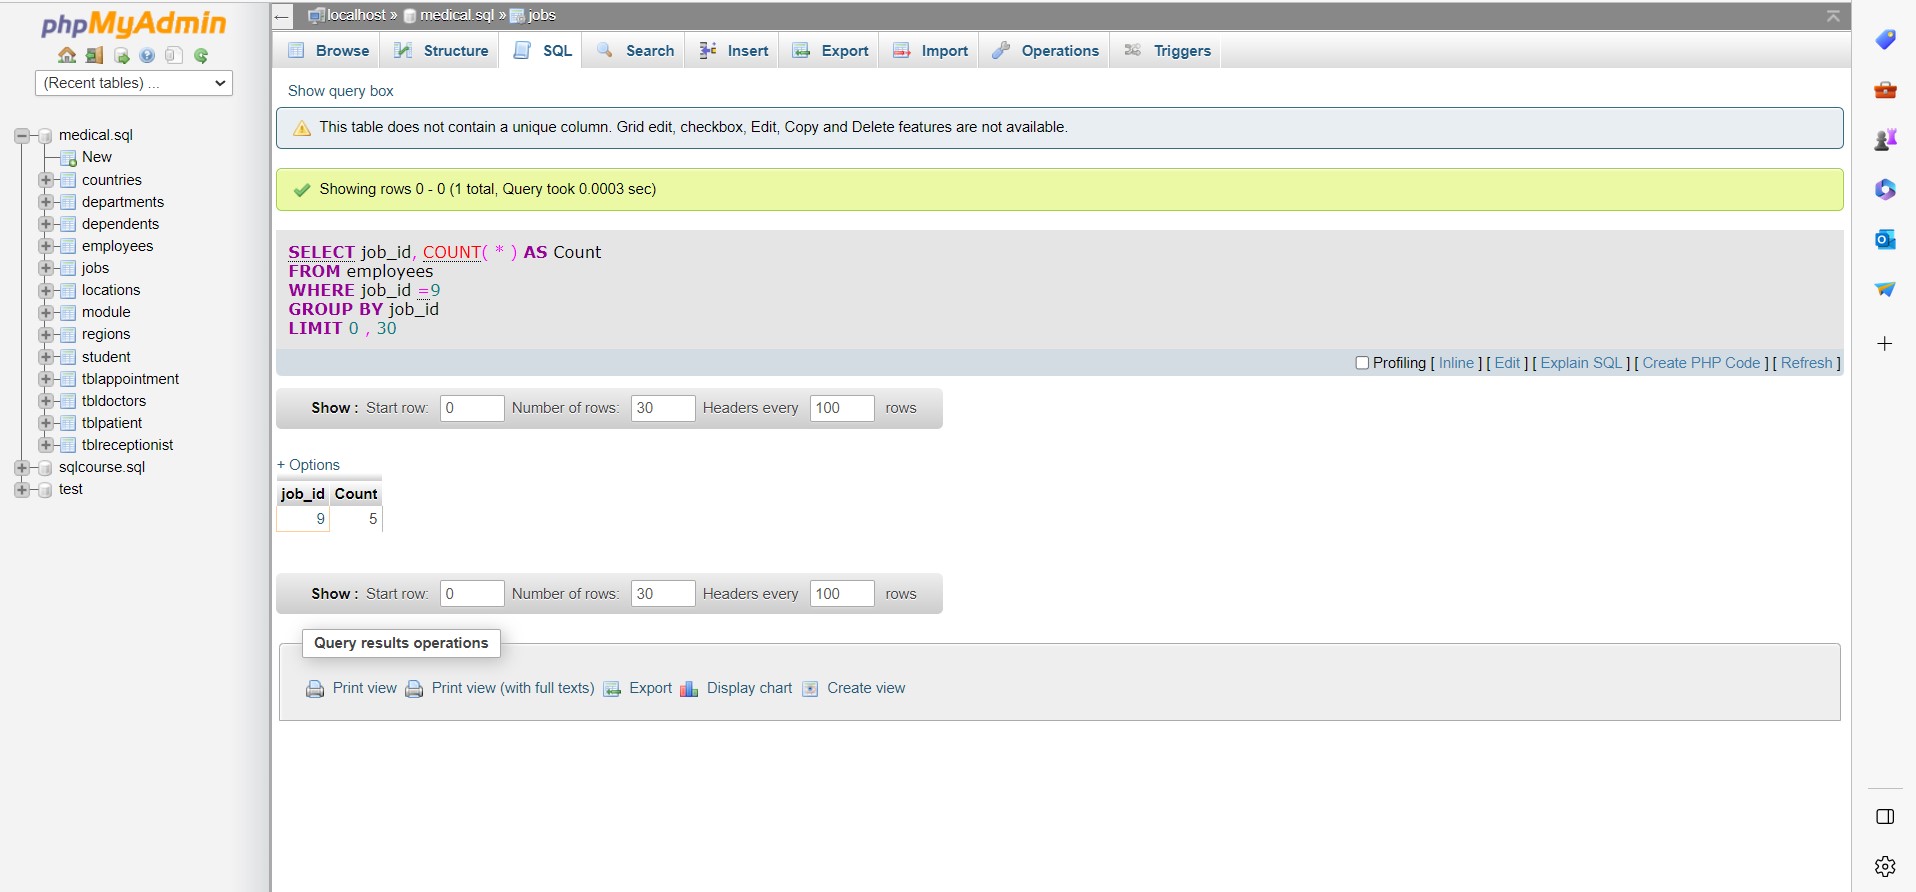 phpMyAdmin
(Recent tables) ...
medical.sql
New
countries
departments
dependents
employees
jobs
locations
module
regions
student
tblappointment
tbldoctors
tblpatient
tblreceptionist
sqlcourse.sql
test
← localhost » medical.sql » jobs
Browse Structure SQL Search Insert Export Import Operations Triggers
Show query box
This table does not contain a unique column. Grid edit, checkbox, Edit, Copy and Delete features are not available.
Showing rows 0 - 0 (1 total, Query took 0.0003 sec)
SELECT job_id, COUNT( * ) AS Count
FROM employees
WHERE job_id =9
GROUP BY job_id
LIMIT 0 , 30
Profiling [ Inline ] [ Edit ] [ Explain SQL ] [ Create PHP Code ] [ Refresh ]
Show : Start row: 0 Number of rows: 30 Headers every 100 rows
+ Options
job_id Count
9 5
Show : Start row: 0 Number of rows: 30 Headers every 100 rows
Query results operations
Print view Print view (with full texts) Export Display chart Create view